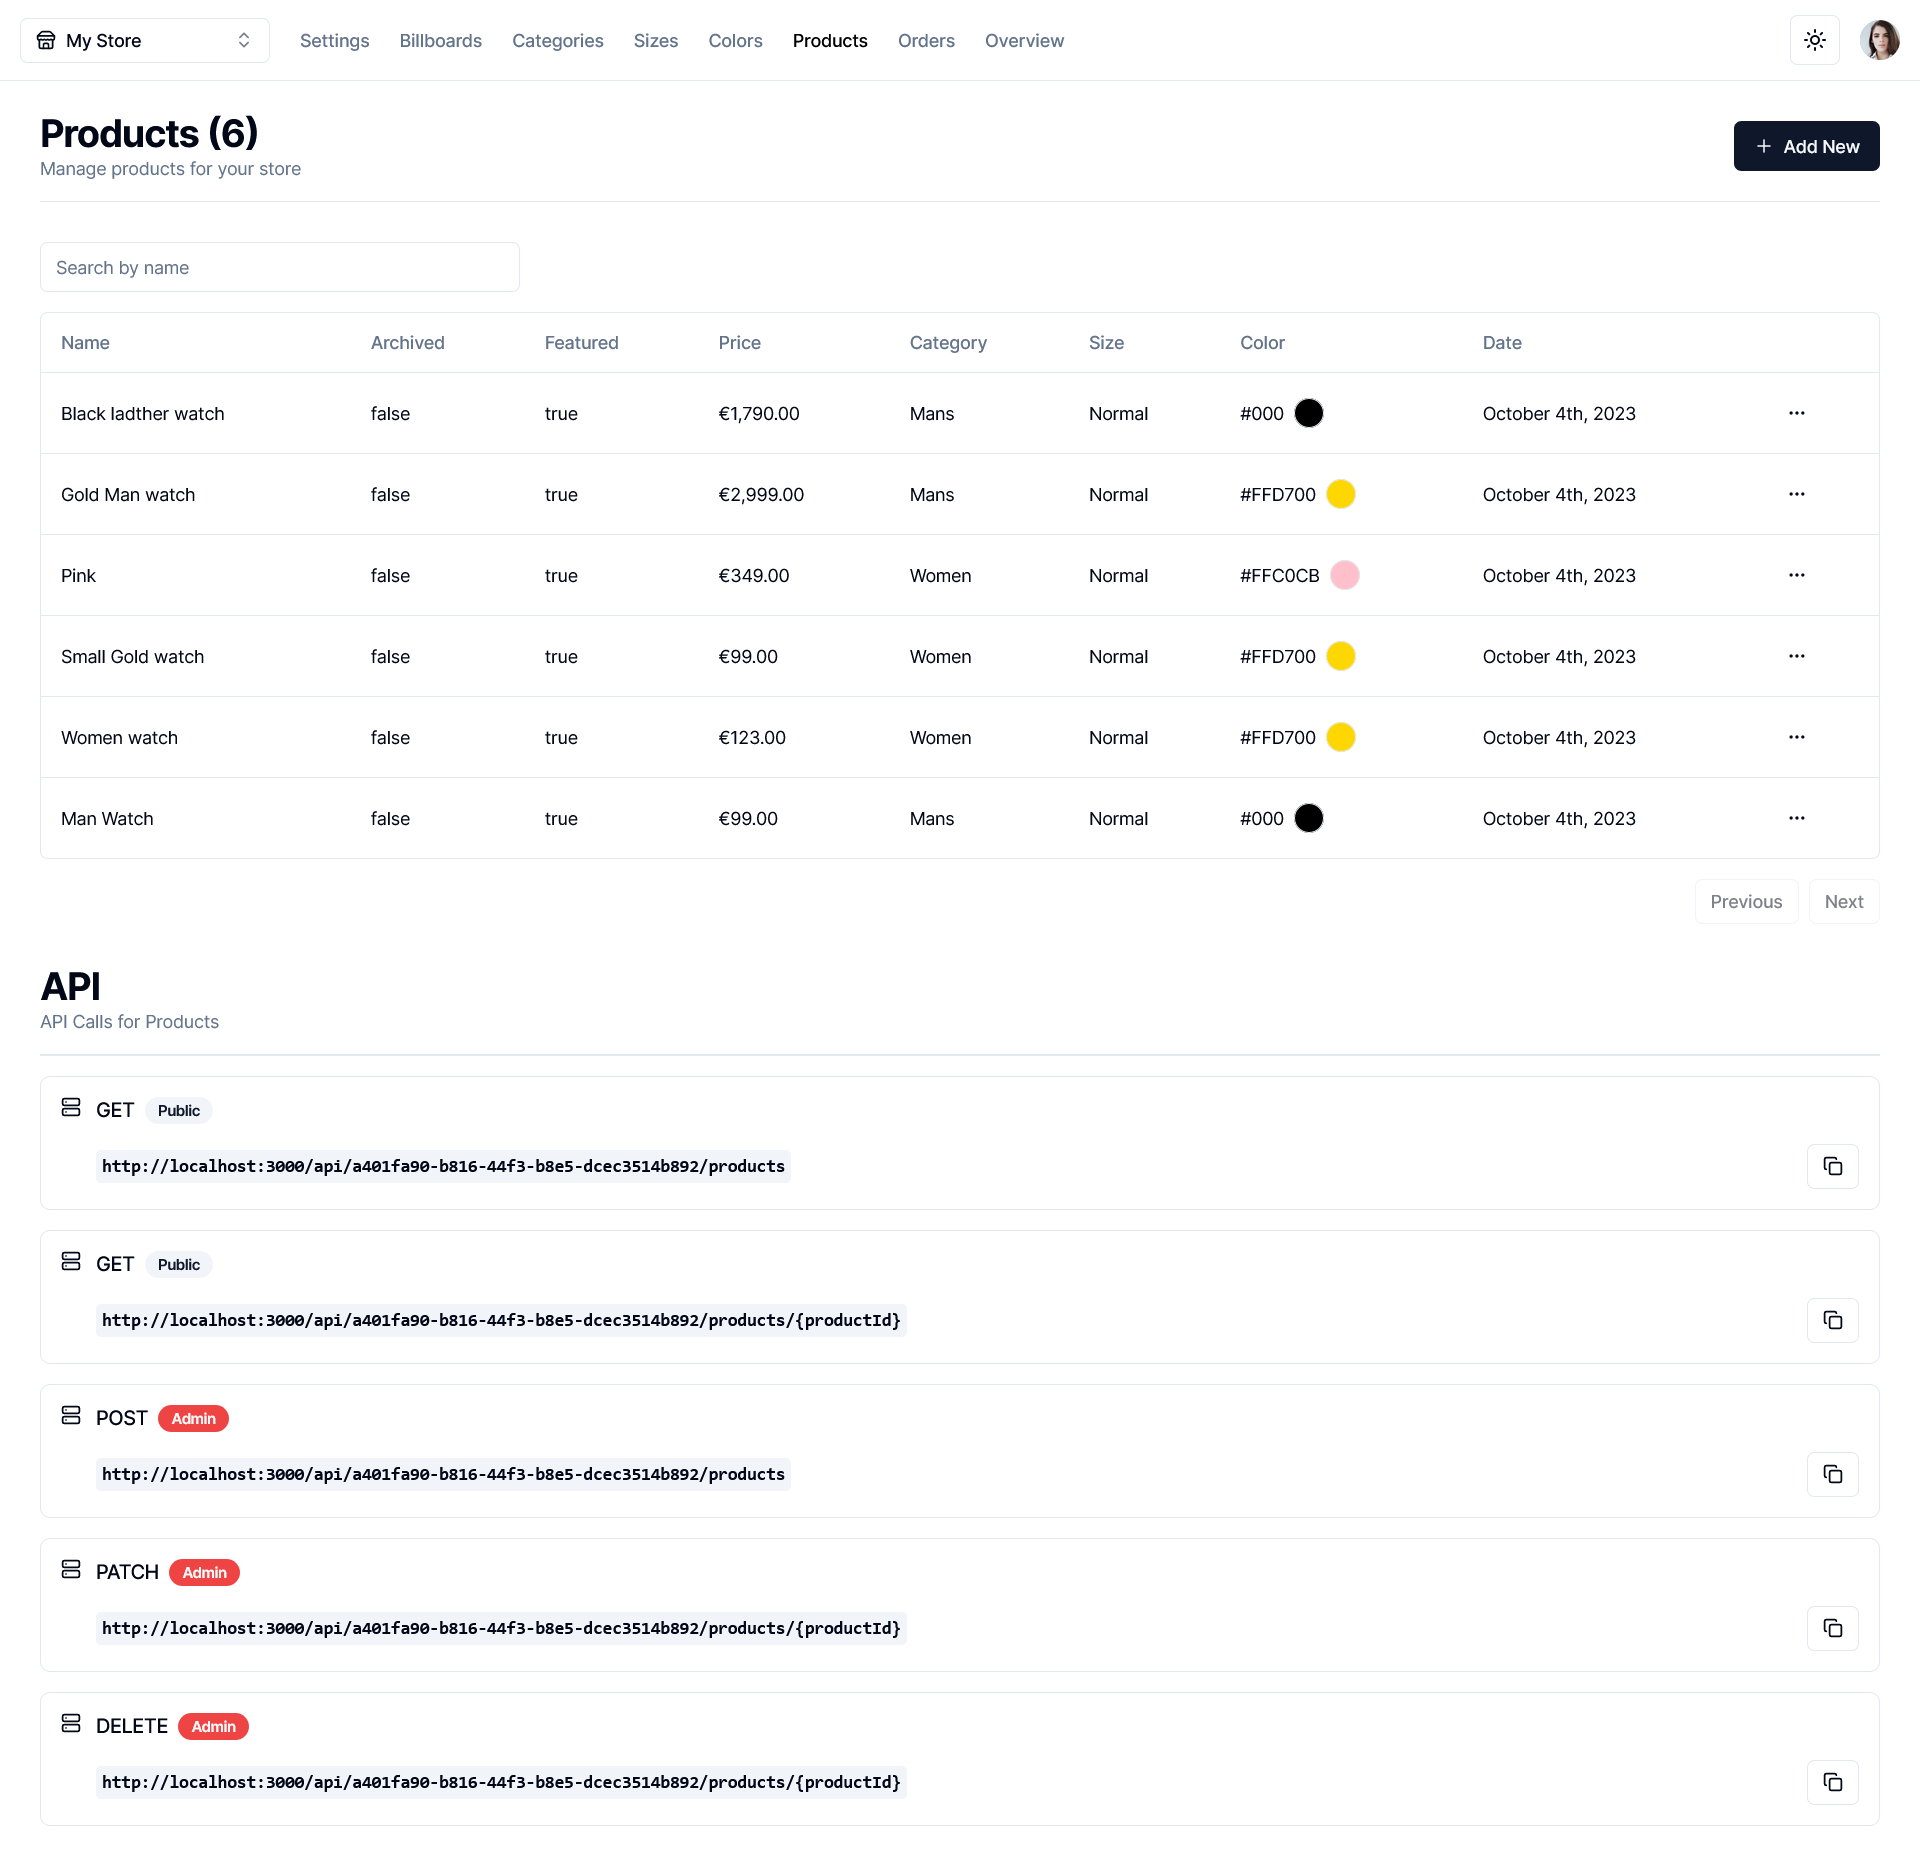 My Store Settings Billboards Categories Sizes Colors Products Orders Overview
Products (6)
Manage products for your store
Add New
Search by name
Name Archived Featured Price Category Size Color Date
Black ladther watch false true €1,790.00 Mans Normal #000 October 4th, 2023
Gold Man watch false true €2,999.00 Mans Normal #FFD700 October 4th, 2023
Pink false true €349.00 Women Normal #FFC0CB October 4th, 2023
Small Gold watch false true €99.00 Women Normal #FFD700 October 4th, 2023
Women watch false true €123.00 Women Normal #FFD700 October 4th, 2023
Man Watch false true €99.00 Mans Normal #000 October 4th, 2023
Previous Next
API
API Calls for Products
GET Public
http://localhost:3000/api/a401fa90-b816-44f3-b8e5-dcec3514b892/products
GET Public
http://localhost:3000/api/a401fa90-b816-44f3-b8e5-dcec3514b892/products/{productId}
POST Admin
http://localhost:3000/api/a401fa90-b816-44f3-b8e5-dcec3514b892/products
PATCH Admin
http://localhost:3000/api/a401fa90-b816-44f3-b8e5-dcec3514b892/products/{productId}
DELETE Admin
http://localhost:3000/api/a401fa90-b816-44f3-b8e5-dcec3514b892/products/{productId}